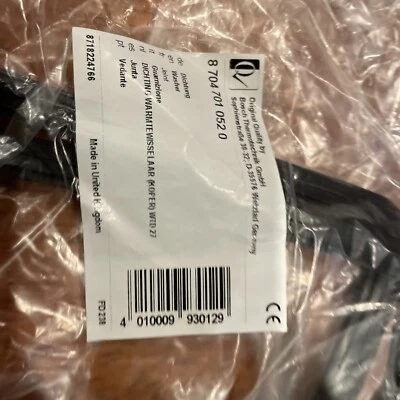 Original Quality by
Bosch Thermotechnik GmbH
Sophienstraße 30-32; D-35576 Wetzlar/Germany
8 704 701 052 0
de Dichtung
en Washer
fr Joint
it Guarnizione
nl DICHTING WARMTEWISSELAAR (KOPER) WTD 27
es Junta
pt Vedante
8718224766
Made in United Kingdom
FD 238
4 010009 930129
CE